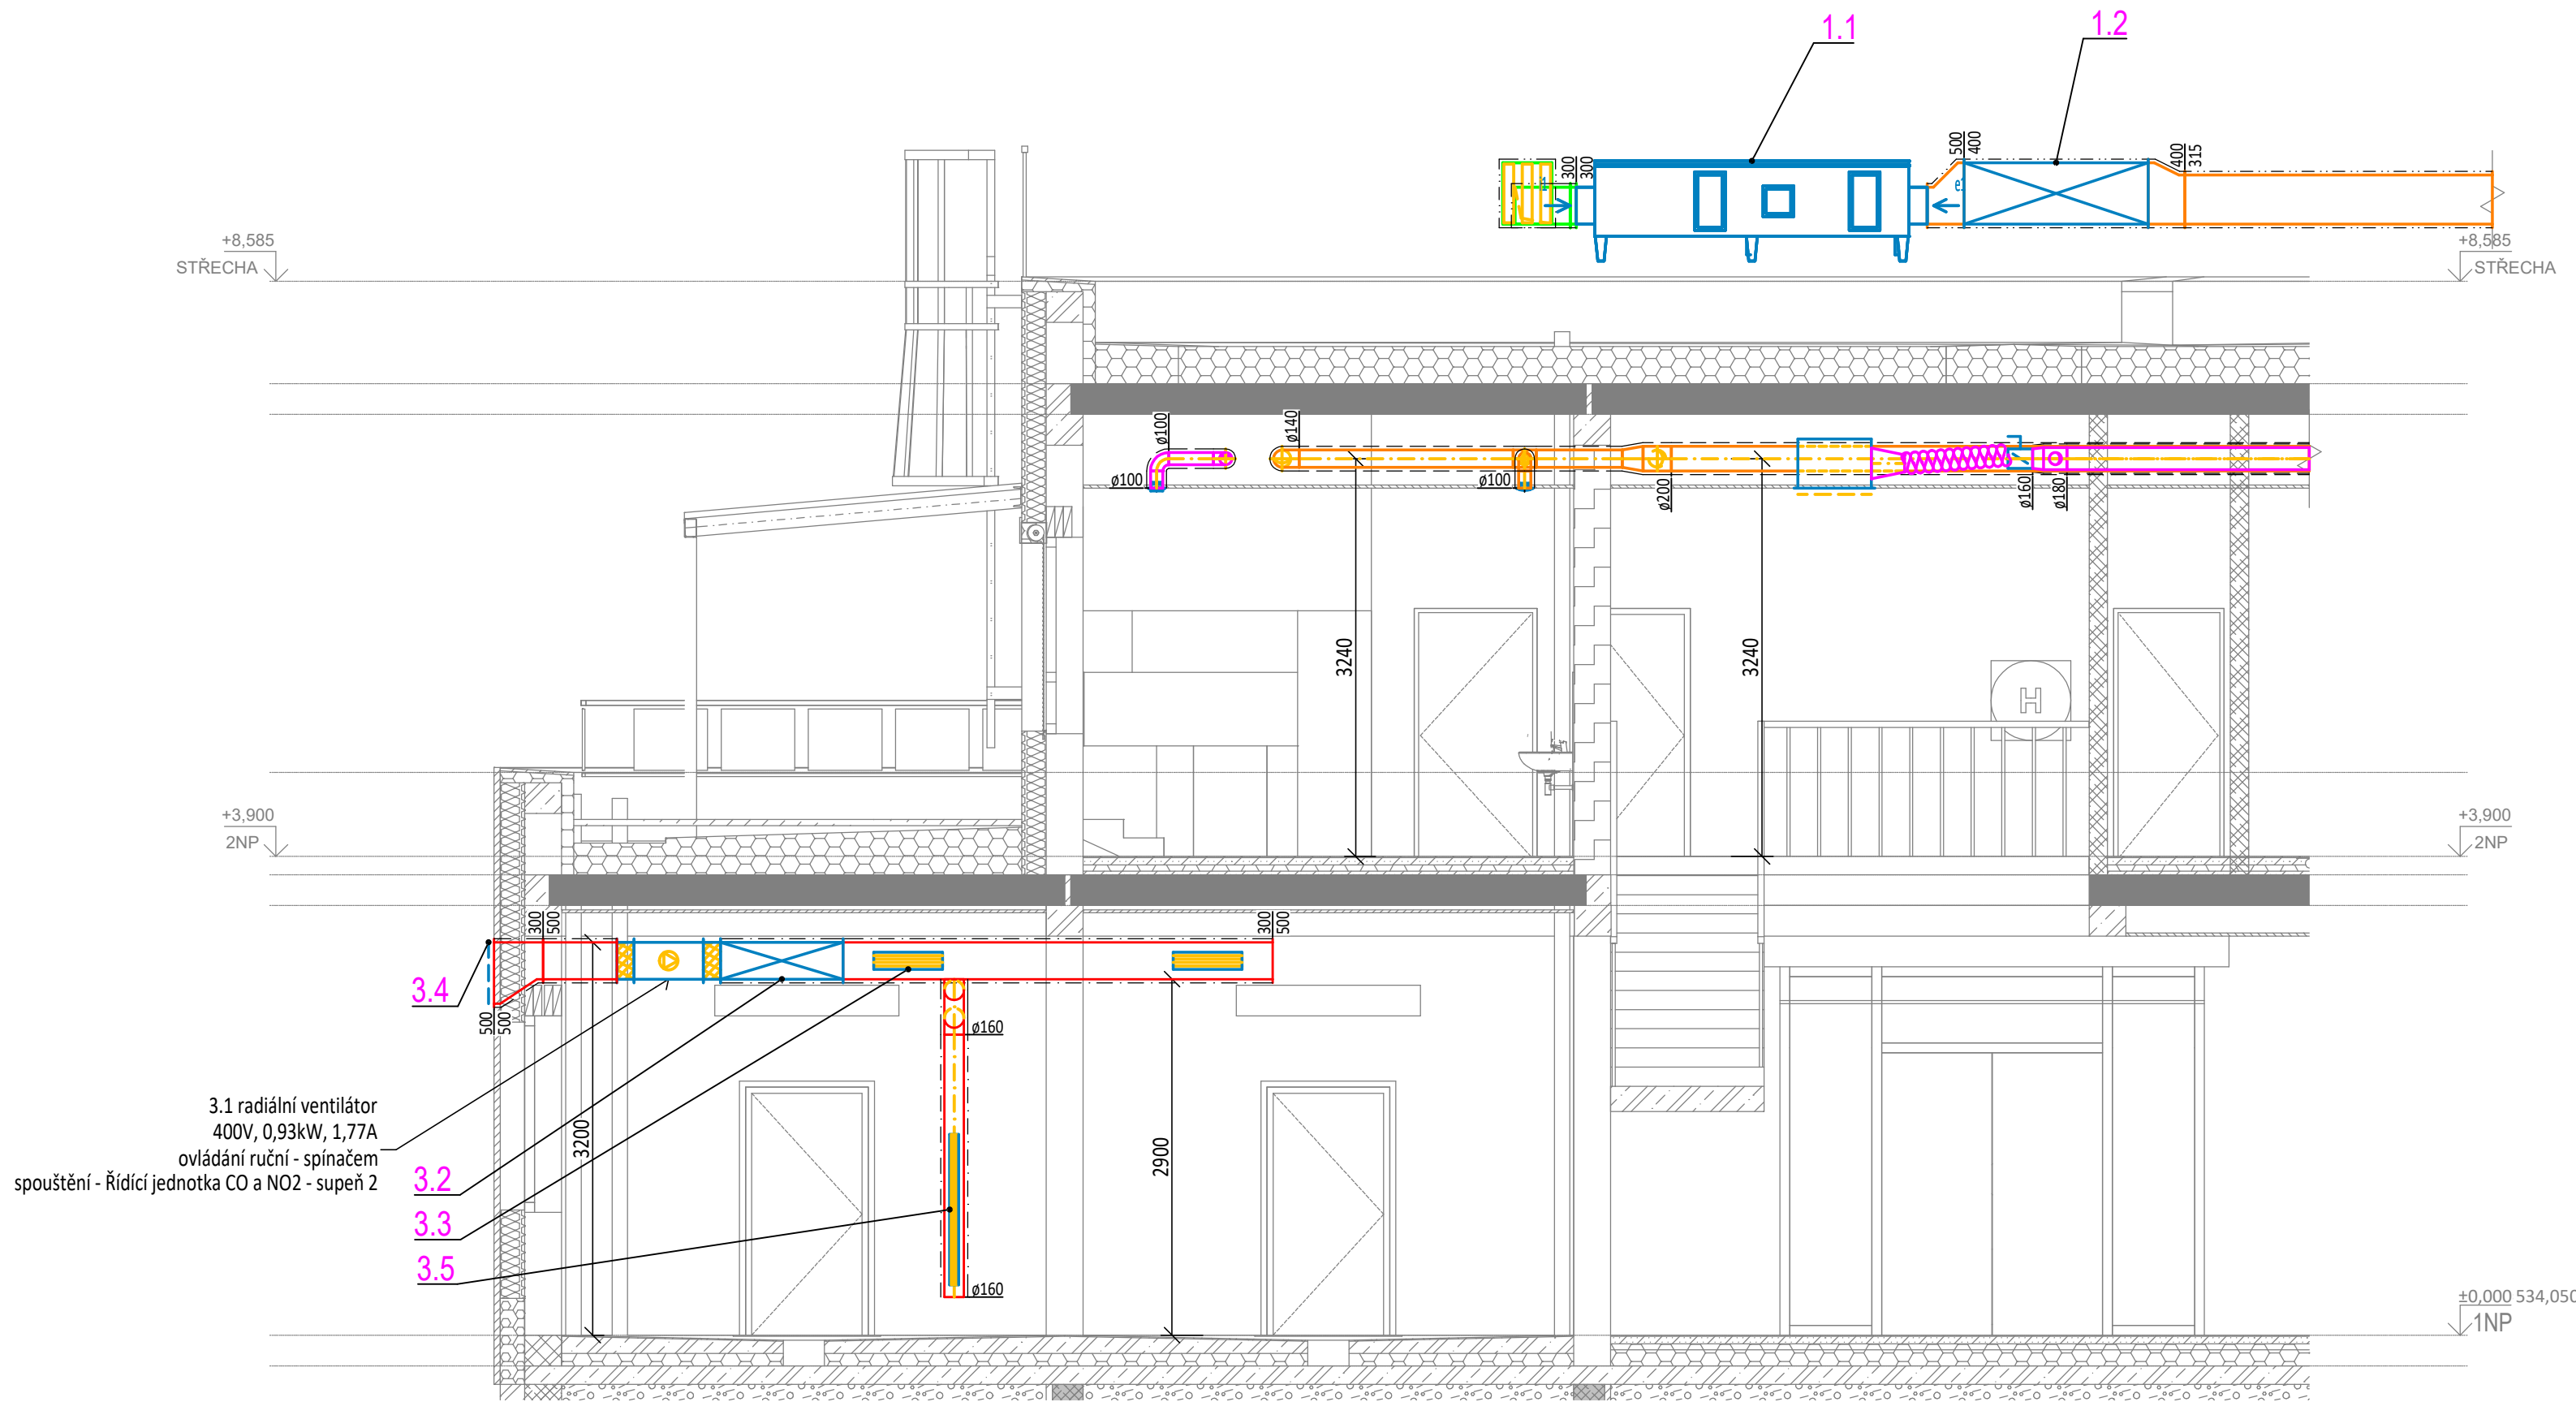 1.1
1.2
500
400
400
315
300
300
+8,585
STŘECHA
+8,585
STŘECHA
ø100
ø140
ø100
ø100
ø200
ø160
ø180
3240
3240
H
+3,900
2NP
+3,900
2NP
300
500
300
500
3.4
500
500
ø160
3.1 radiální ventilátor
400V, 0,93kW, 1,77A
ovládání ruční - spínačem
spouštění - Řídící jednotka CO a NO2 - supeň 2
3200
2900
3.2
3.3
3.5
ø160
±0,000 534,050
1NP